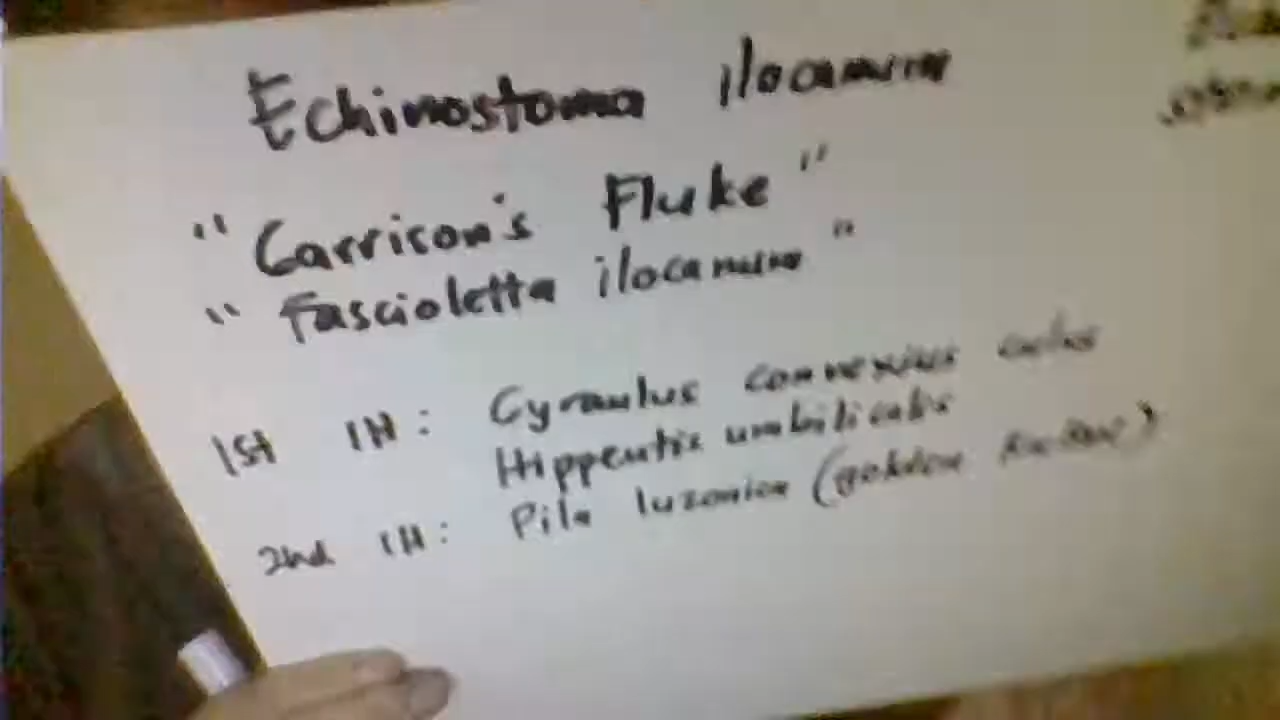 Echinostoma ilocanum
"Garrison's Fluke"
"Fascioletta ilocanum"
1st IH: Gyraulus convexius
Hippeutis umbilicalis
2nd IH: Pila luzonica (golden